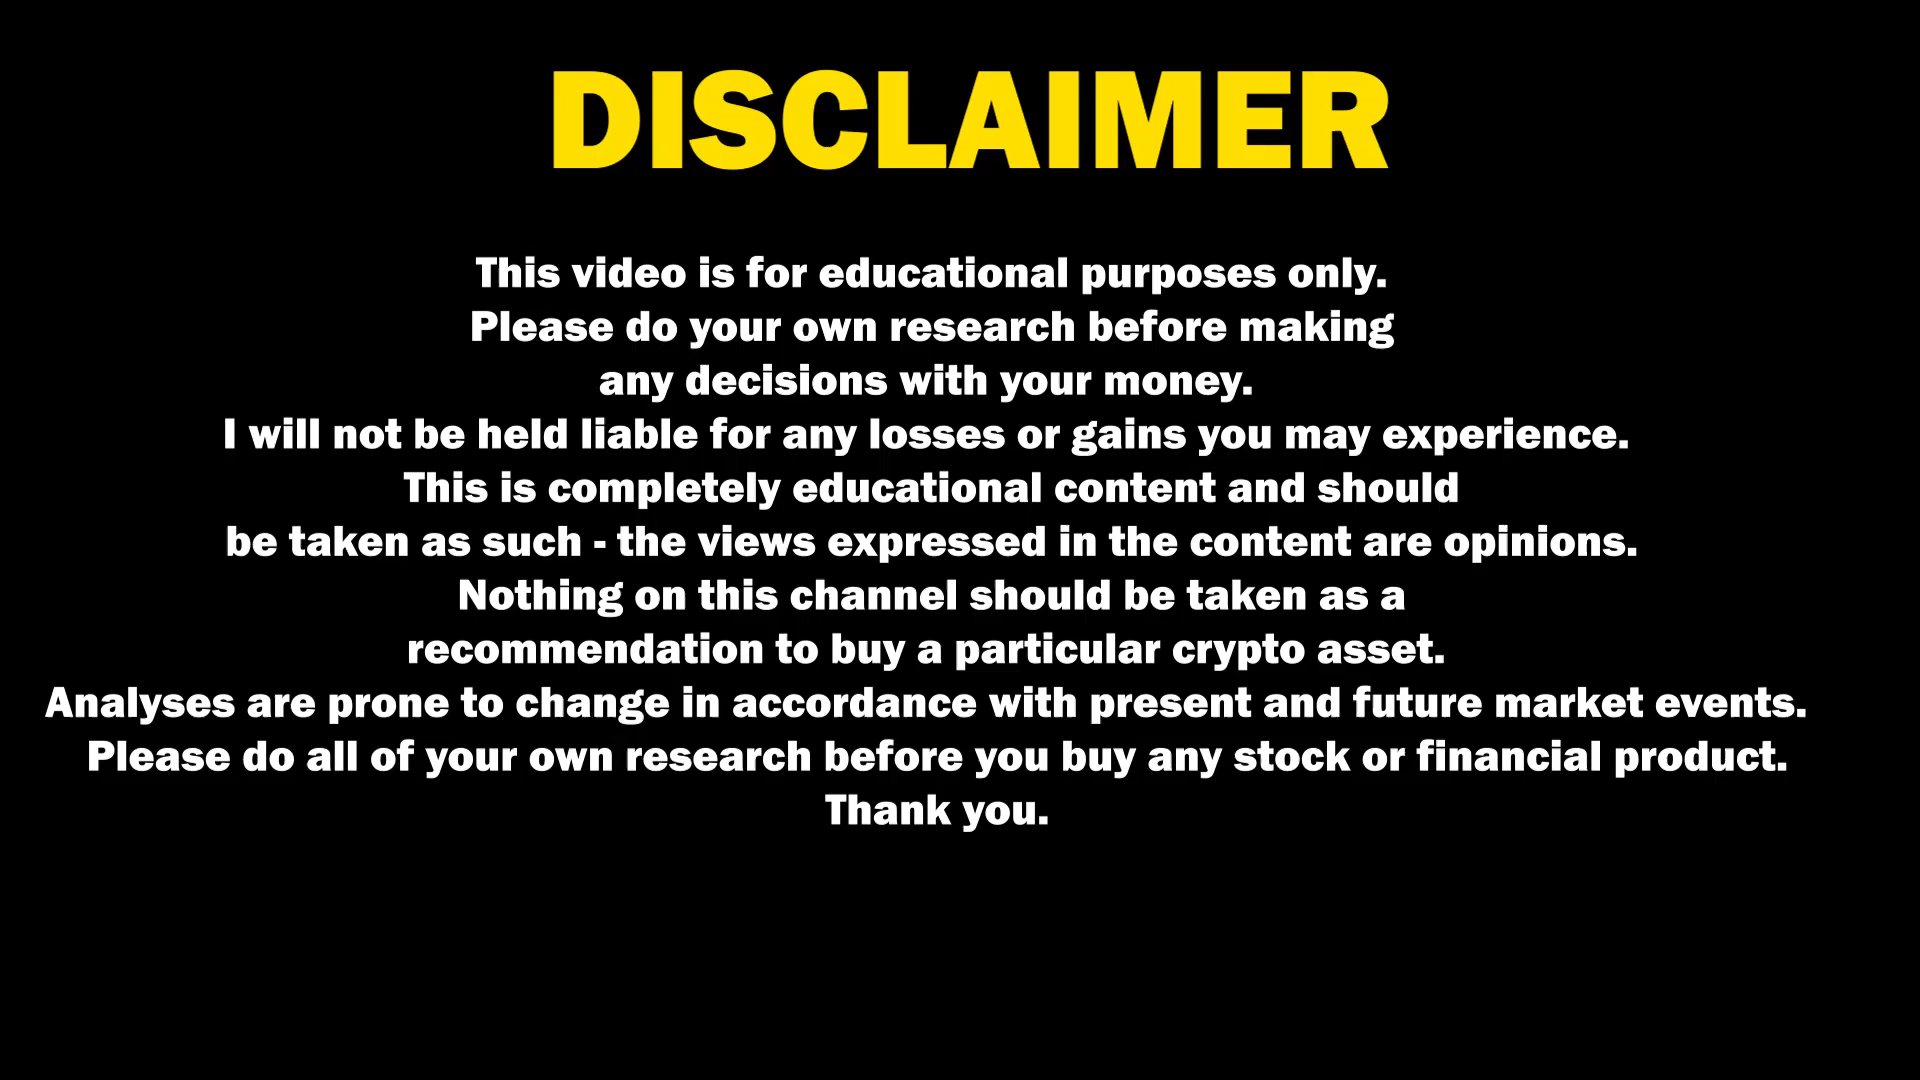 DISCLAIMER
This video is for educational purposes only.
Please do your own research before making
any decisions with your money.
I will not be held liable for any losses or gains you may experience.
This is completely educational content and should
be taken as such - the views expressed in the content are opinions.
Nothing on this channel should be taken as a
recommendation to buy a particular crypto asset.
Analyses are prone to change in accordance with present and future market events.
Please do all of your own research before you buy any stock or financial product.
Thank you.